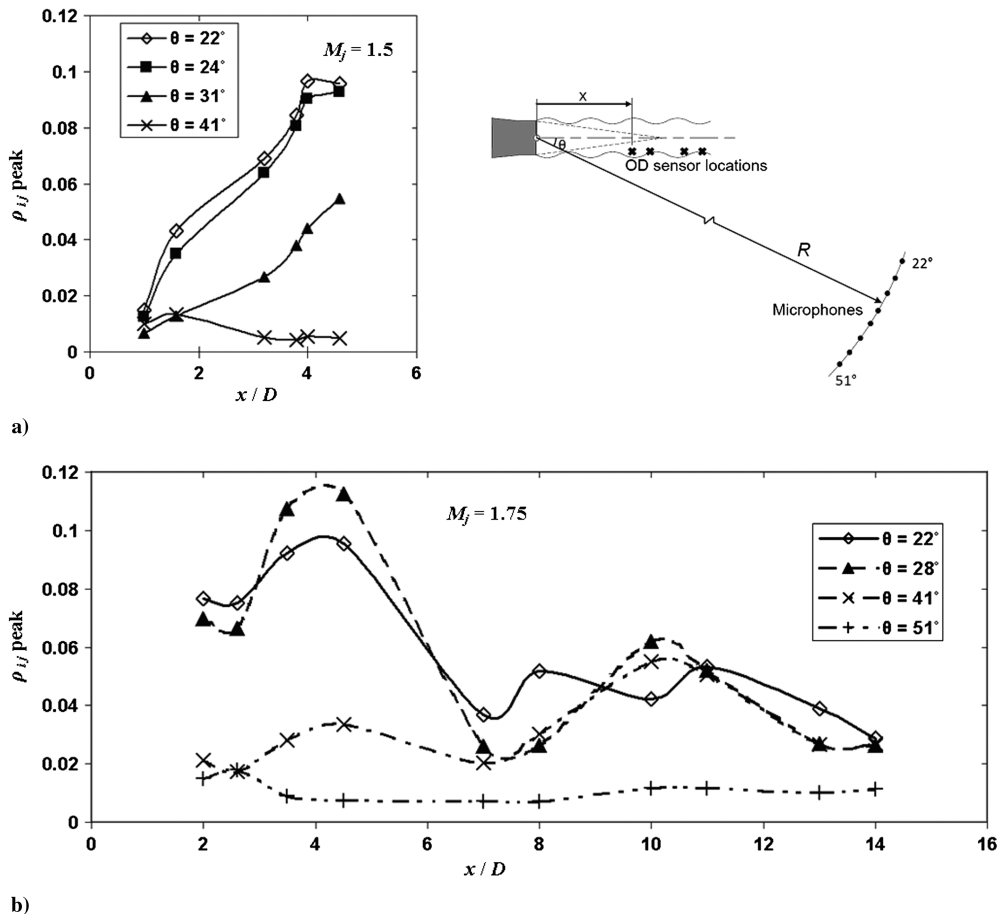 0.12
0.1
0.08
0.06
0.04
0.02
0
ρ ij peak
θ = 22°
θ = 24°
θ = 31°
θ = 41°
Mj = 1.5
0 2 4 6
x / D
x
θ
OD sensor locations
R
22°
Microphones
51°
a)
0.12
0.1
0.08
0.06
0.04
0.02
0
ρ ij peak
Mj = 1.75
θ = 22°
θ = 28°
θ = 41°
θ = 51°
0 2 4 6 8 10 12 14 16
x / D
b)